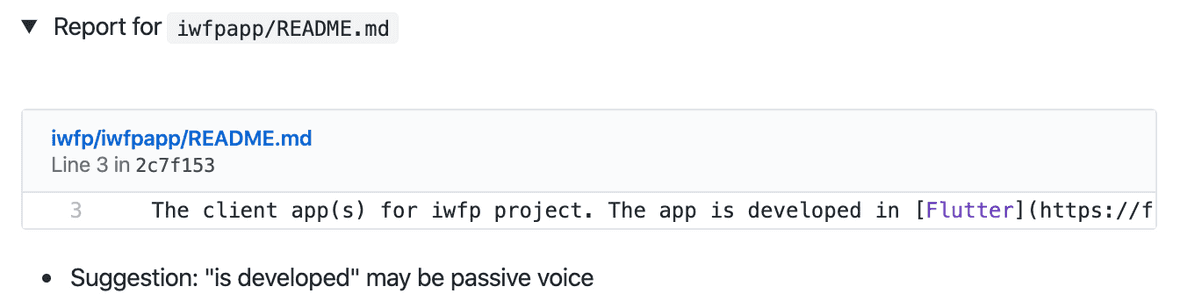 ▼ Report for iwfpapp/README.md
iwfp/iwfpapp/README.md
Line 3 in 2c7f153
3 The client app(s) for iwfp project. The app is developed in [Flutter](https://f
• Suggestion: "is developed" may be passive voice